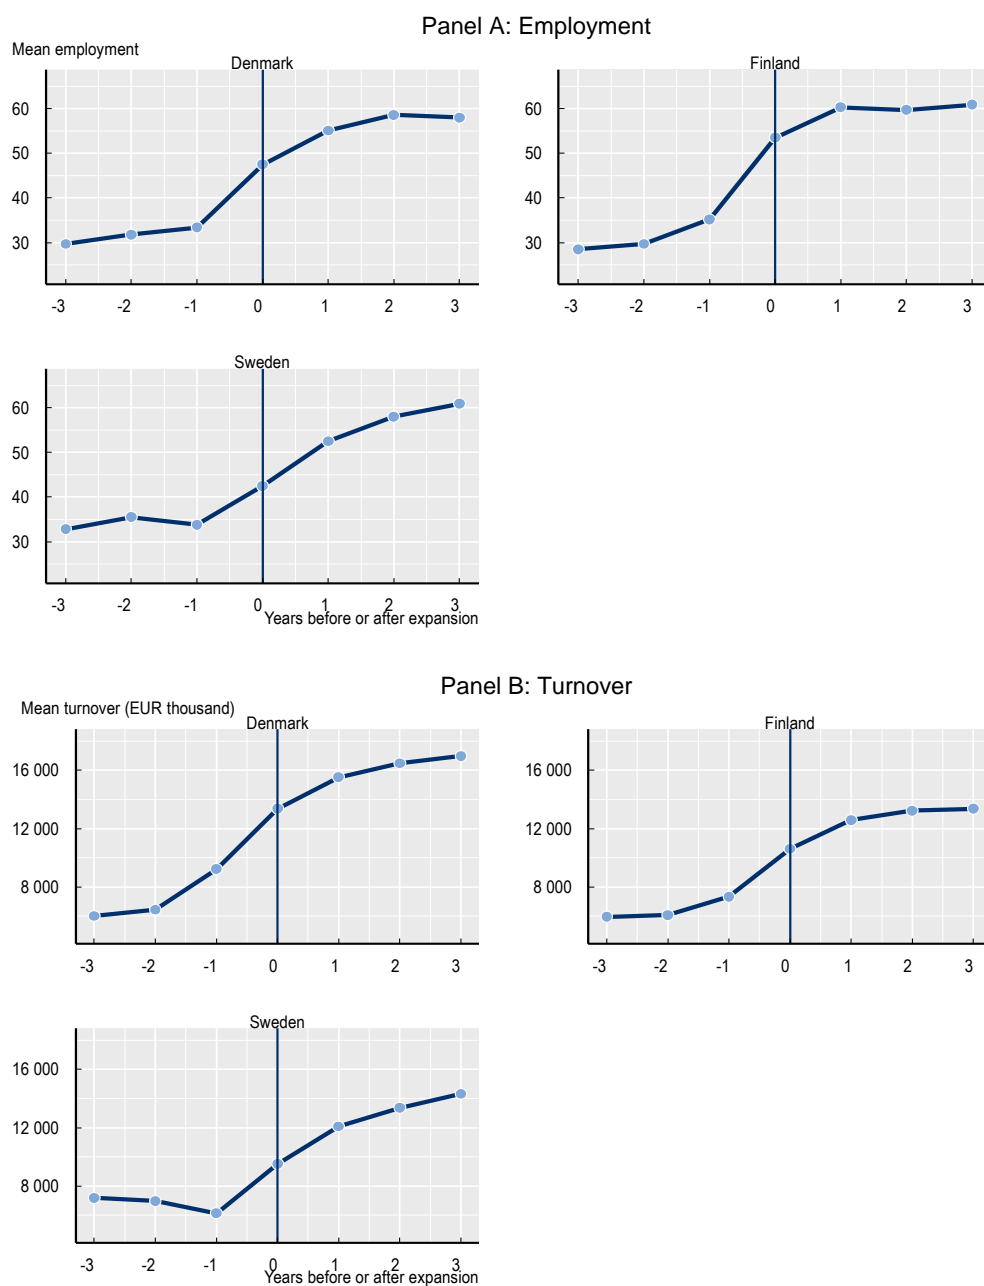 Panel A: Employment
Mean employment
Denmark
Finland
60
50
40
30
60
50
40
30
-3 -2 -1 0 1 2 3
-3 -2 -1 0 1 2 3
Sweden
60
50
40
30
-3 -2 -1 0 1 2 3
Years before or after expansion
Panel B: Turnover
Mean turnover (EUR thousand)
Denmark
Finland
16 000
12 000
8 000
16 000
12 000
8 000
-3 -2 -1 0 1 2 3
-3 -2 -1 0 1 2 3
Sweden
16 000
12 000
8 000
-3 -2 -1 0 1 2 3
Years before or after expansion